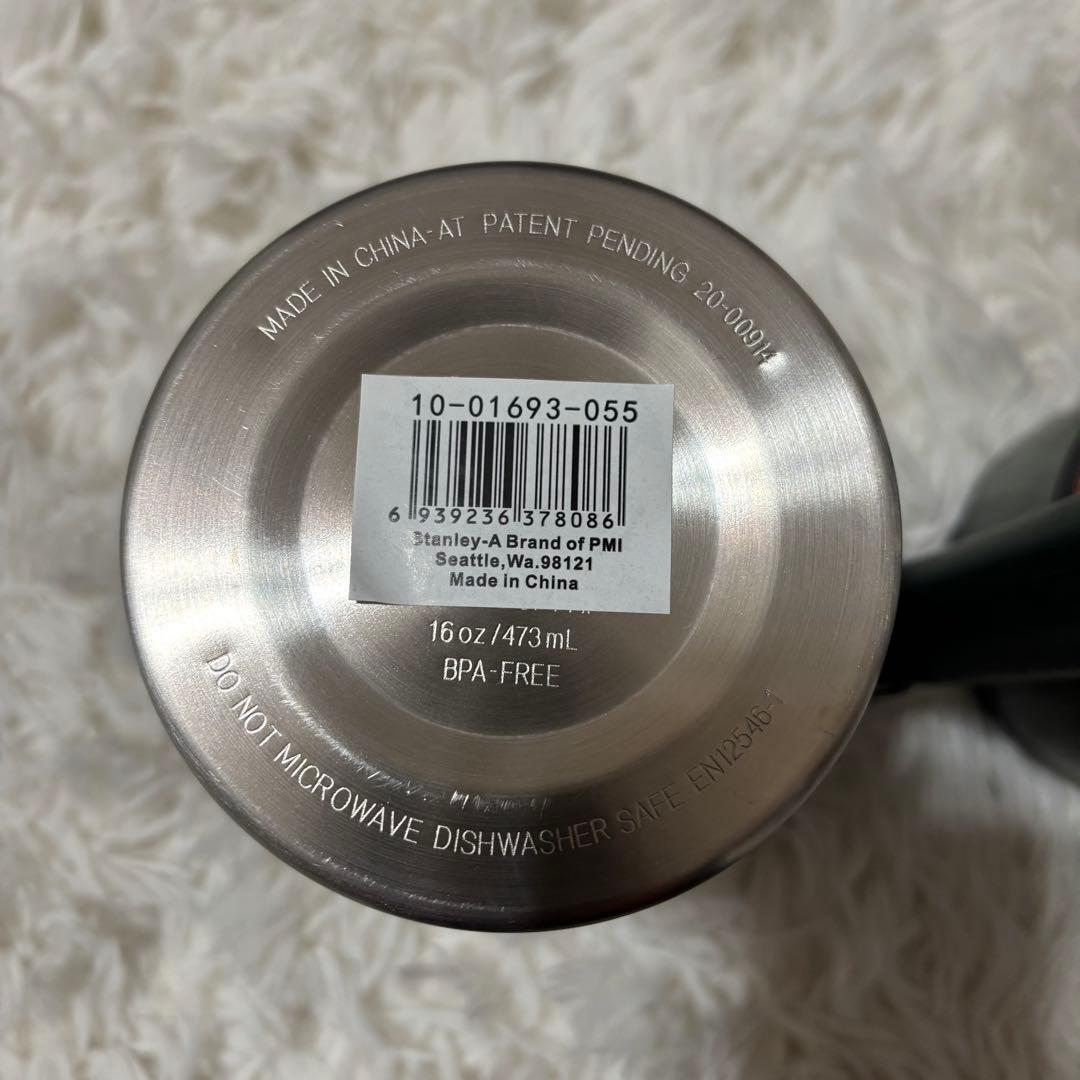 MADE IN CHINA-AT PATENT PENDING 20-00914
10-01693-055
6 939236 378086
Stanley-A Brand of PMI
Seattle,Wa.98121
Made in China
16 oz/473 mL
BPA-FREE
DO NOT MICROWAVE DISHWASHER SAFE EN12546-1